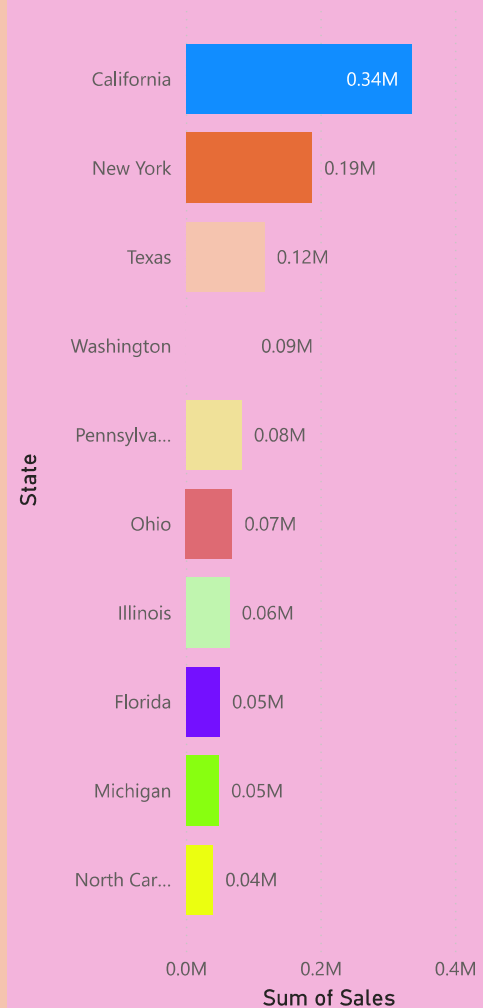 California 0.34M
New York 0.19M
Texas 0.12M
Washington 0.09M
Pennsylva... 0.08M
State
Ohio 0.07M
Illinois 0.06M
Florida 0.05M
Michigan 0.05M
North Car... 0.04M
0.0M 0.2M 0.4M
Sum of Sales